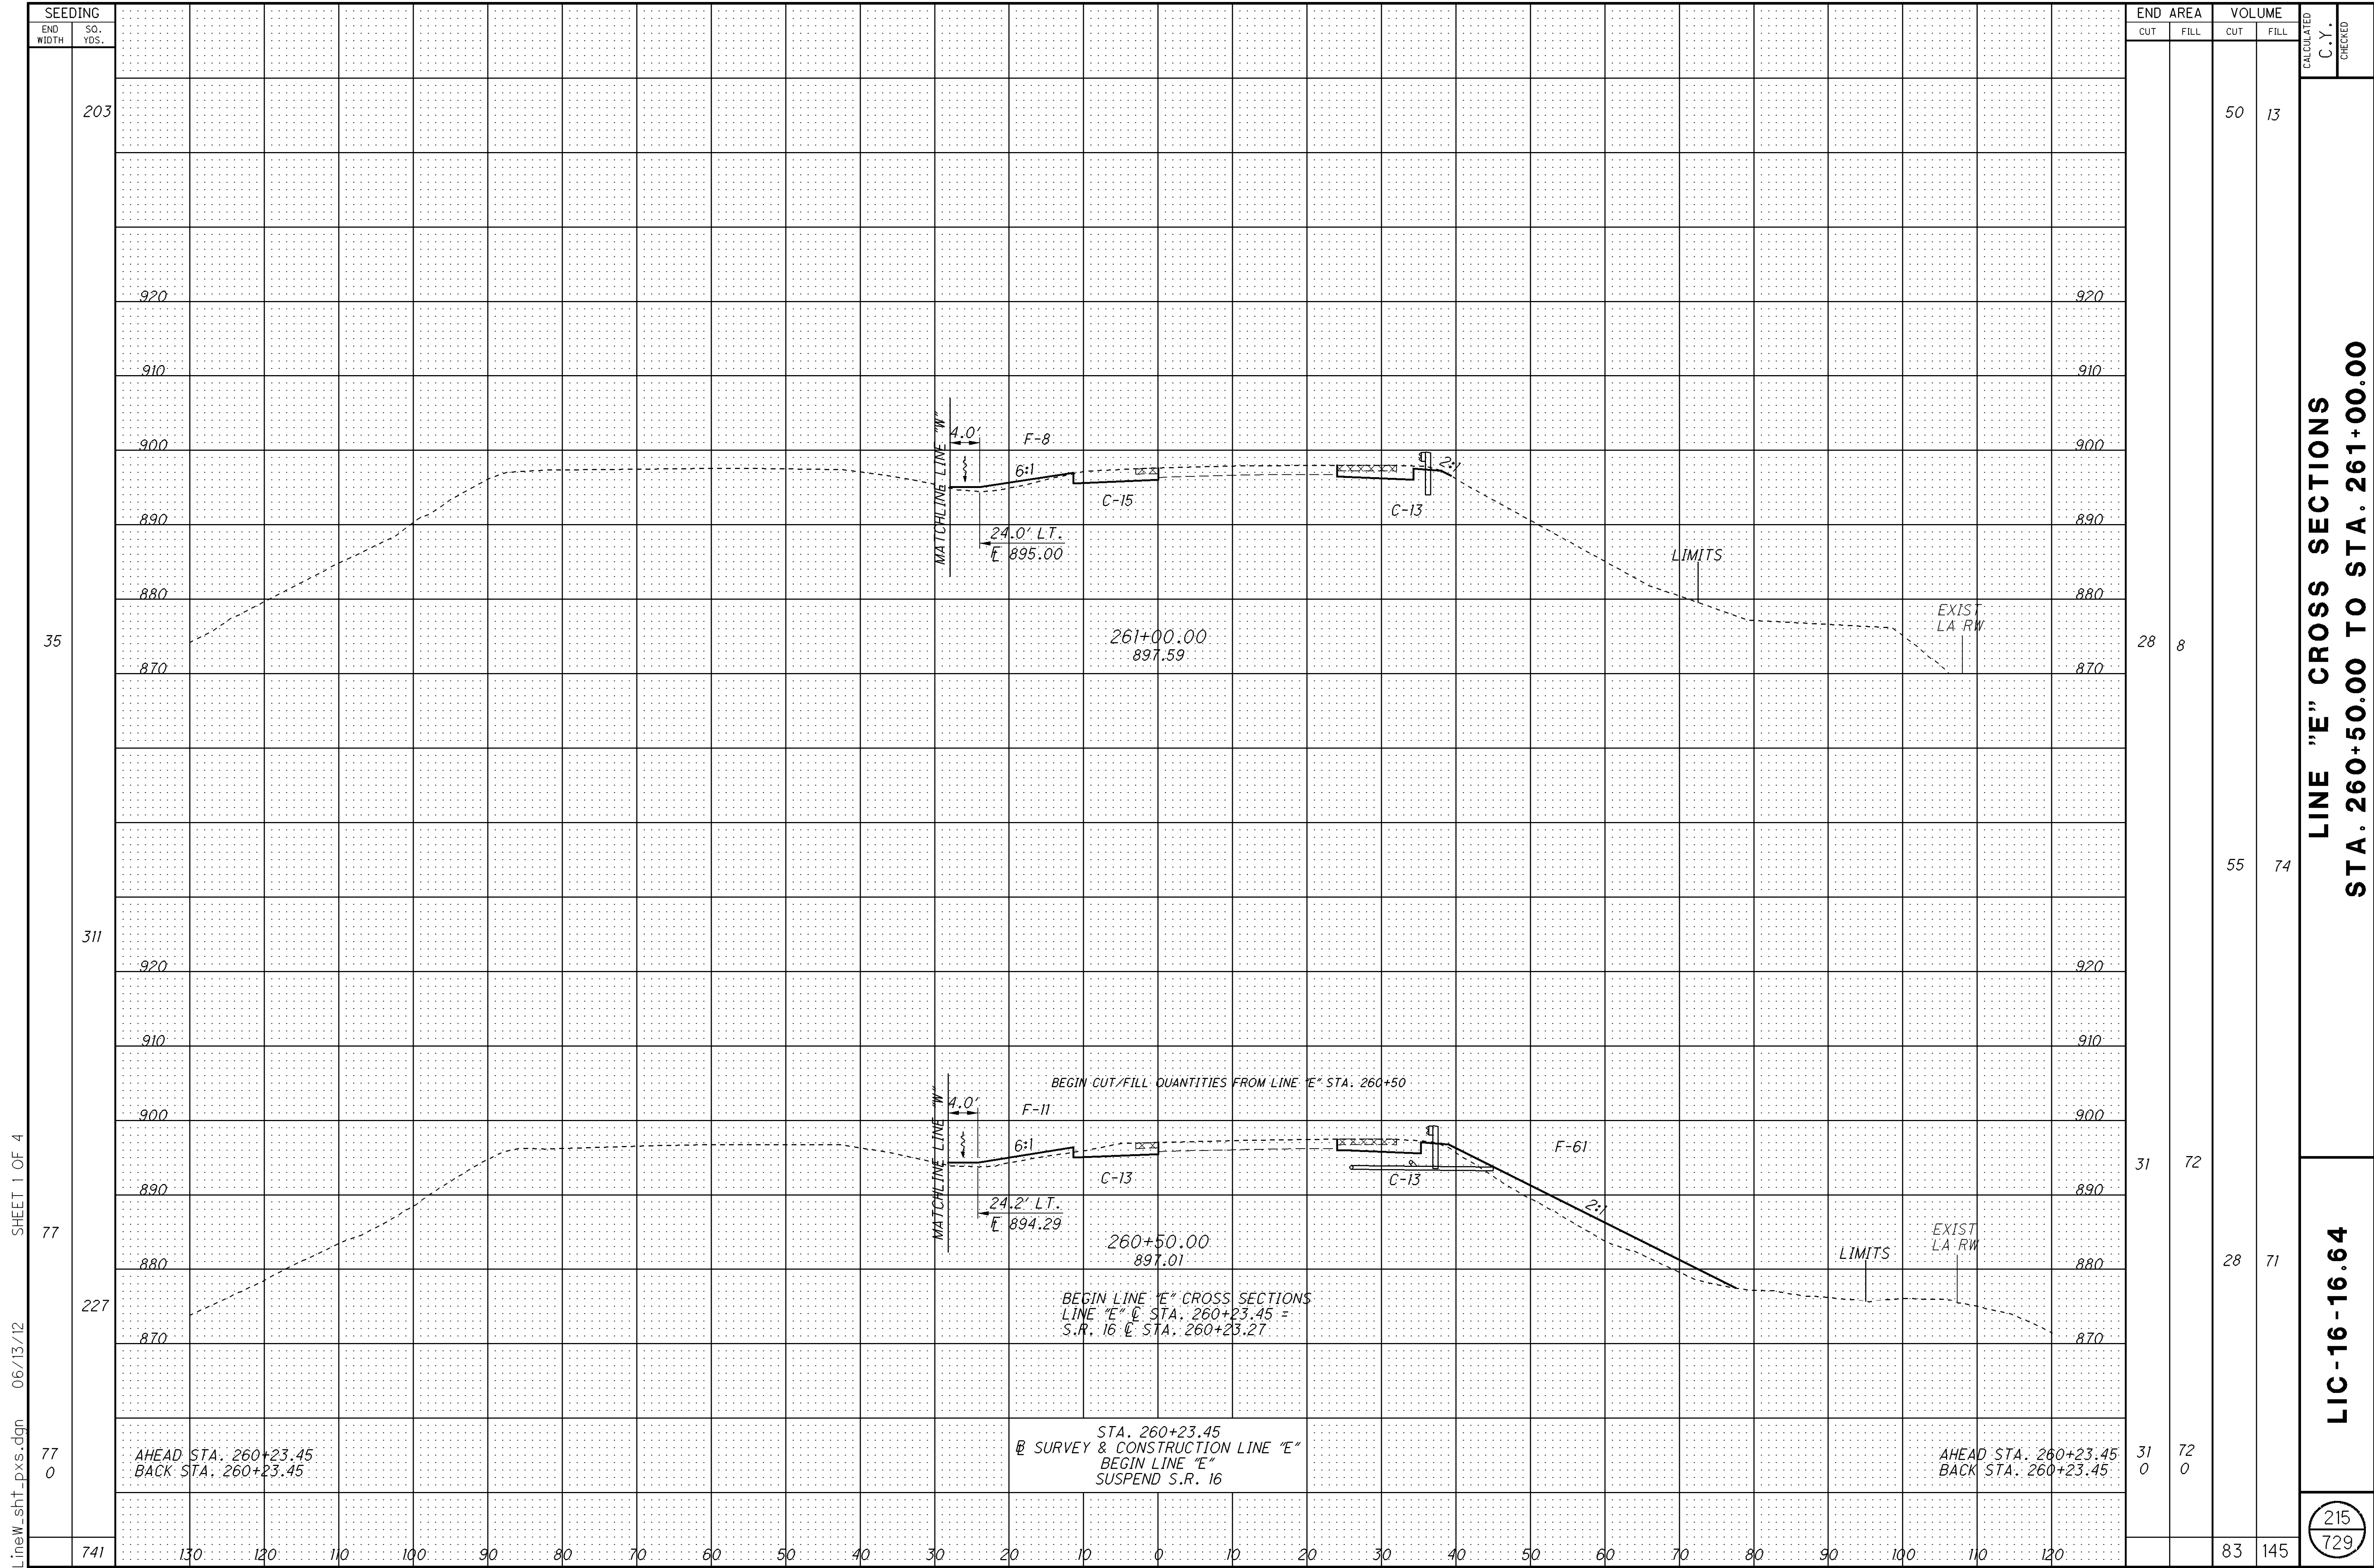 SEEDING
END WIDTH
SQ. YDS.
END AREA
VOLUME
CUT
FILL
CUT
FILL
CALCULATED
C.Y.
CHECKED
203
50
13
920
920
910
910
MATCHLINE LINE "W"
4.0'
F-8
900
900
6:1
2:1
C-15
C-13
890
890
24.0' LT.
℄ 895.00
LIMITS
880
880
EXIST
LA RW
35
261+00.00
897.59
28
8
870
870
55
74
311
920
920
910
910
BEGIN CUT/FILL QUANTITIES FROM LINE "E" STA. 260+50
MATCHLINE LINE "W"
4.0'
F-11
900
900
6:1
F-61
31
72
C-13
C-13
890
890
24.2' LT.
℄ 894.29
2:1
77
260+50.00
897.01
LIMITS
EXIST
LA RW
28
71
880
880
227
BEGIN LINE "E" CROSS SECTIONS
LINE "E" ℄ STA. 260+23.45 =
S.R. 16 ℄ STA. 260+23.27
870
870
77
0
AHEAD STA. 260+23.45
BACK STA. 260+23.45
STA. 260+23.45
℄ SURVEY & CONSTRUCTION LINE "E"
BEGIN LINE "E"
SUSPEND S.R. 16
AHEAD STA. 260+23.45
BACK STA. 260+23.45
31
72
0
0
741
130 120 110 100 90 80 70 60 50 40 30 20 10 0 10 20 30 40 50 60 70 80 90 100 110 120
83
145
LINE "E" CROSS SECTIONS
STA. 260+50.00 TO STA. 261+00.00
LIC-16-16.64
215
729
LineW_sht_pxs.dgn 06/13/12 SHEET 1 OF 4